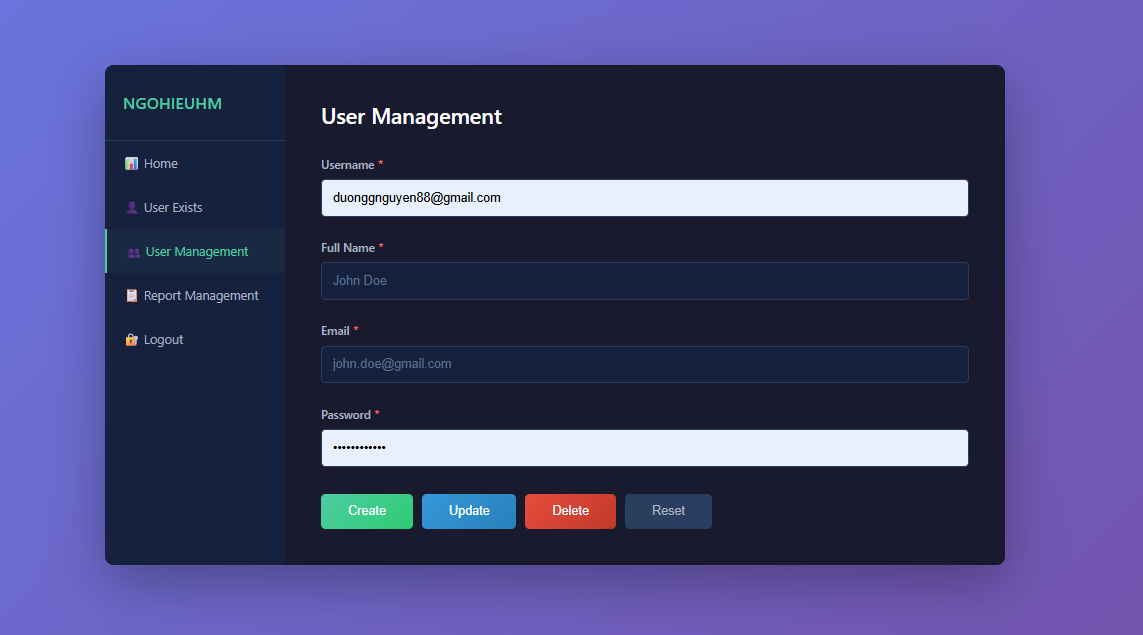 NGOHIEUHM
Home
User Exists
User Management
Report Management
Logout
User Management
Username *
duonggnguyen88@gmail.com
Full Name *
John Doe
Email *
john.doe@gmail.com
Password *
••••••••••••
Create
Update
Delete
Reset